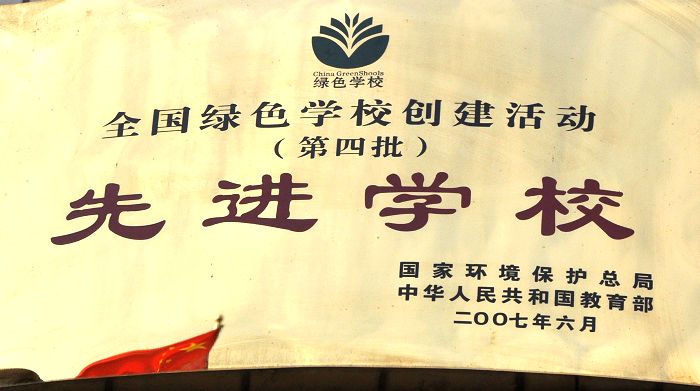 China GreenShools
绿色学校
全国绿色学校创建活动
（第四批）
先进学校
国家环境保护总局
中华人民共和国教育部
二〇〇七年六月